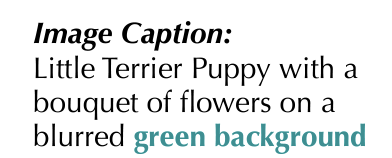 Image Caption:
Little Terrier Puppy with a
bouquet of flowers on a
blurred green background